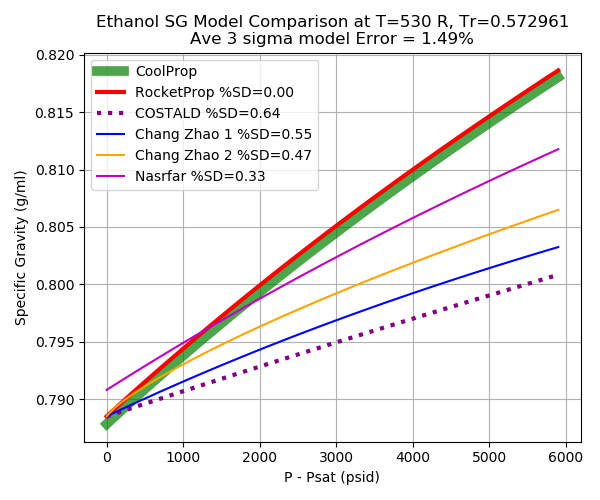 Ethanol SG Model Comparison at T=530 R, Tr=0.572961
Ave 3 sigma model Error = 1.49%
CoolProp
RocketProp %SD=0.00
COSTALD %SD=0.64
Chang Zhao 1 %SD=0.55
Chang Zhao 2 %SD=0.47
Nasrfar %SD=0.33
Specific Gravity (g/ml)
0.820
0.815
0.810
0.805
0.800
0.795
0.790
0 1000 2000 3000 4000 5000 6000
P - Psat (psid)